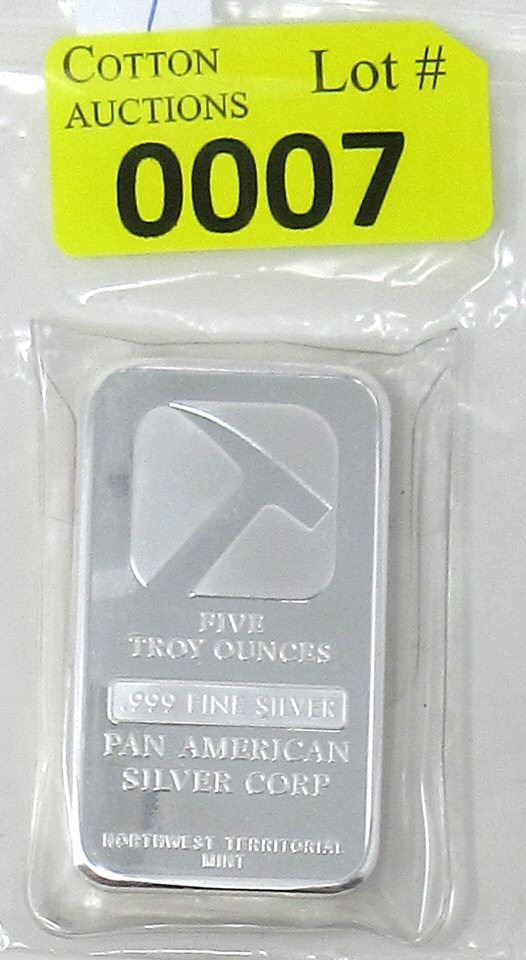 COTTON
AUCTIONS
Lot #
0007
FIVE
TROY OUNCES
.999 FINE SILVER
PAN AMERICAN
SILVER CORP
NORTHWEST TERRITORIAL
MINT